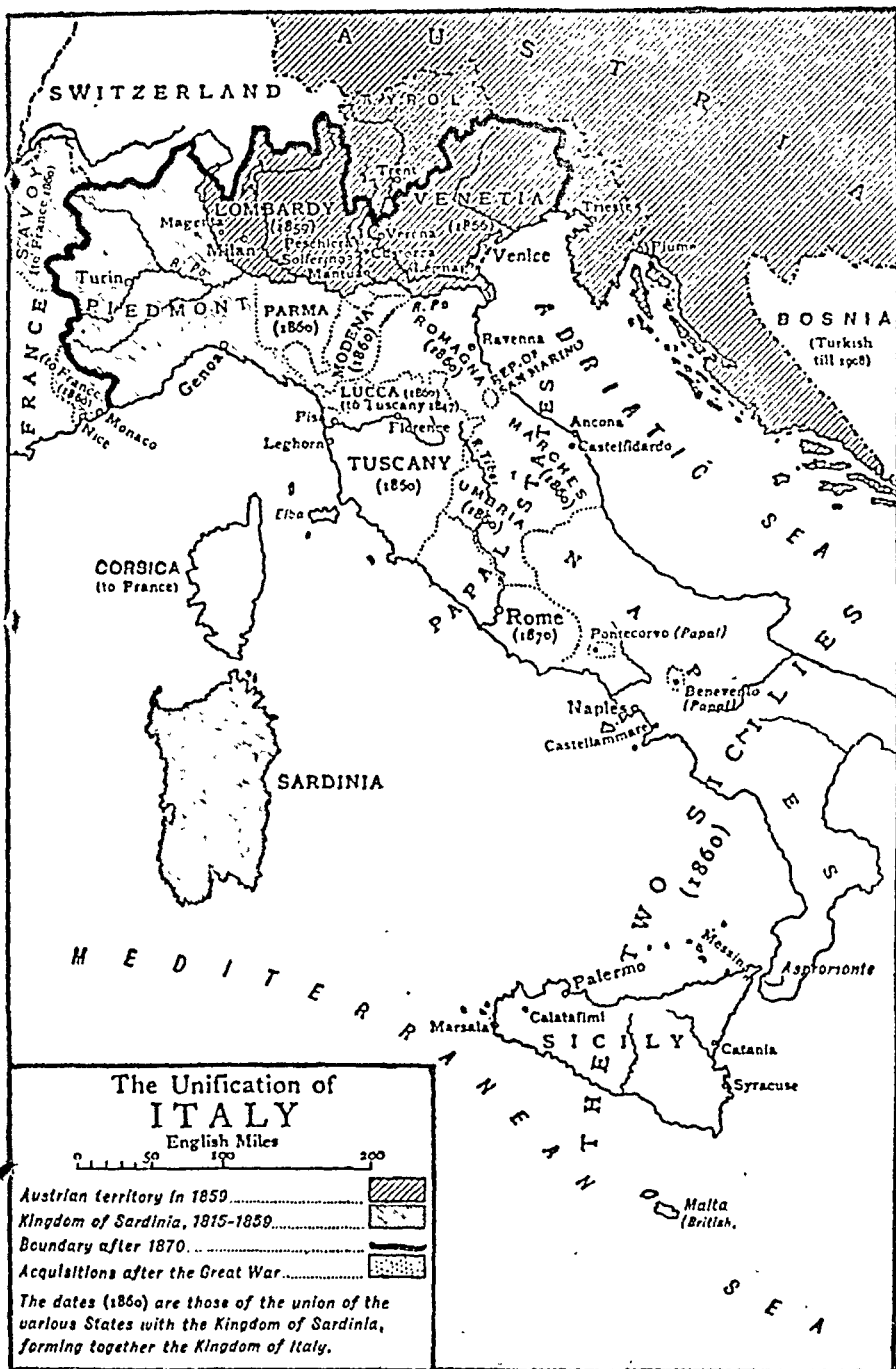 AUSTRIA
SWITZERLAND
TYROL
Trent
SAVOY
(to France 1860)
LOMBARDY
(1859)
VENETIA
(1866)
Trieste
Fiume
Magenta
Milan
Peschiera
Solferino
Mantua
Verona
Venice
Turin
R. Po
PIEDMONT
PARMA
(1860)
MODENA
(1860)
R. Po
ROMAGNA
(1860)
Ravenna
REP. OF
SAN MARINO
ADRIATIC SEA
BOSNIA
(Turkish
till 1908)
FRANCE
(to France
1860)
Nice
Monaco
Genoa
LUCCA (1860)
(to Tuscany 1847)
Pisa
Florence
Leghorn
TUSCANY
(1860)
Ancona
Castelfidardo
MARCHES
(1860)
R. Tiber
UMBRIA
(1860)
PAPAL STATES
Elba
CORSICA
(to France)
Rome
(1870)
Pontecorvo (Papal)
Benevento
(Papal)
NAPLES
Naples
Castellammare
SARDINIA
THE TWO SICILIES
(1860)
MEDITERRANEAN SEA
Messina
Palermo
Aspromonte
Marsala
Calatafimi
SICILY
Catania
Syracuse
Malta
(British.
The Unification of
ITALY
English Miles
0 50 100 200
Austrian territory in 1859
Kingdom of Sardinia, 1815-1859
Boundary after 1870
Acquisitions after the Great War
The dates (1860) are those of the union of the
various States with the Kingdom of Sardinia,
forming together the Kingdom of Italy.